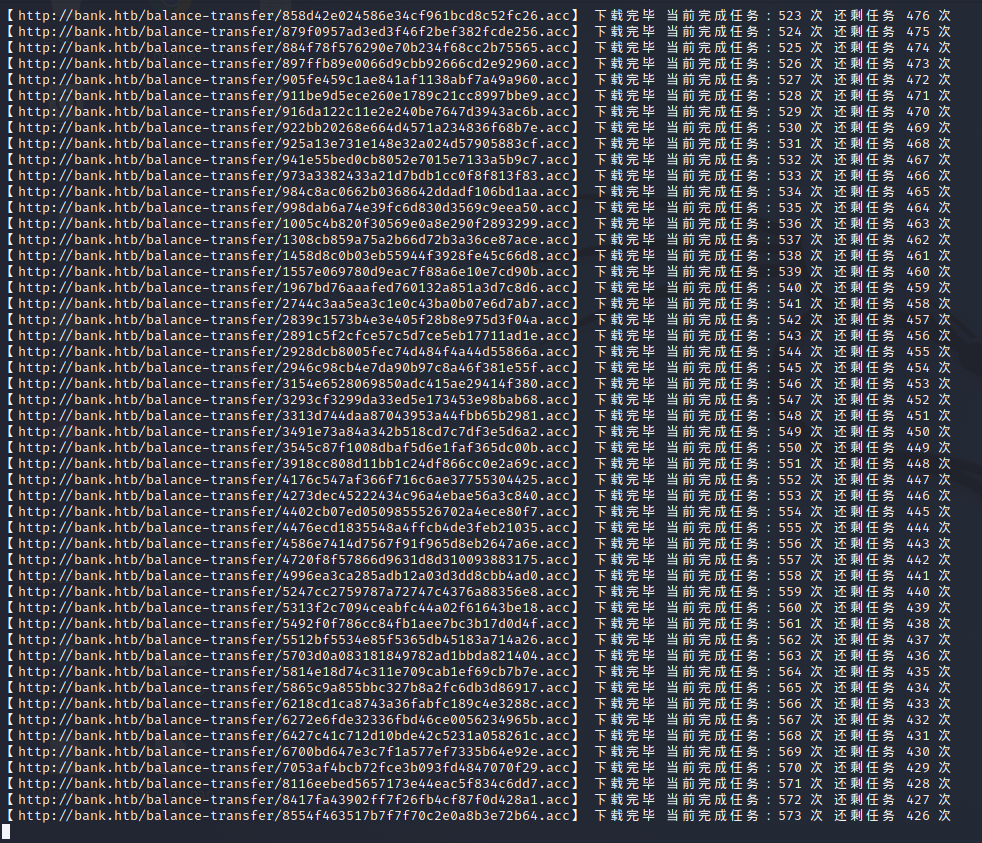 【http://bank.htb/balance-transfer/858d42e024586e34cf961bcd8c52fc26.acc】 下载完毕 当前完成任务：523 次 还剩任务 476 次
【http://bank.htb/balance-transfer/879f0957ad3ed3f46f2bef382fcde256.acc】 下载完毕 当前完成任务：524 次 还剩任务 475 次
【http://bank.htb/balance-transfer/884f78f576290e70b234f68cc2b75565.acc】 下载完毕 当前完成任务：525 次 还剩任务 474 次
【http://bank.htb/balance-transfer/897ffb89e0066d9cbb92666cd2e92960.acc】 下载完毕 当前完成任务：526 次 还剩任务 473 次
【http://bank.htb/balance-transfer/905fe459c1ae841af1138abf7a49a960.acc】 下载完毕 当前完成任务：527 次 还剩任务 472 次
【http://bank.htb/balance-transfer/911be9d5ece260e1789c21cc8997bbe9.acc】 下载完毕 当前完成任务：528 次 还剩任务 471 次
【http://bank.htb/balance-transfer/916da122c11e2e240be7647d3943ac6b.acc】 下载完毕 当前完成任务：529 次 还剩任务 470 次
【http://bank.htb/balance-transfer/922bb20268e664d4571a234836f68b7e.acc】 下载完毕 当前完成任务：530 次 还剩任务 469 次
【http://bank.htb/balance-transfer/925a13e731e148e32a024d57905883cf.acc】 下载完毕 当前完成任务：531 次 还剩任务 468 次
【http://bank.htb/balance-transfer/941e55bed0cb8052e7015e7133a5b9c7.acc】 下载完毕 当前完成任务：532 次 还剩任务 467 次
【http://bank.htb/balance-transfer/973a3382433a21d7bdb1cc0f8f813f83.acc】 下载完毕 当前完成任务：533 次 还剩任务 466 次
【http://bank.htb/balance-transfer/984c8ac0662b0368642ddadf106bd1aa.acc】 下载完毕 当前完成任务：534 次 还剩任务 465 次
【http://bank.htb/balance-transfer/998dab6a74e39fc6d830d3569c9eea50.acc】 下载完毕 当前完成任务：535 次 还剩任务 464 次
【http://bank.htb/balance-transfer/1005c4b820f30569e0a8e290f2893299.acc】 下载完毕 当前完成任务：536 次 还剩任务 463 次
【http://bank.htb/balance-transfer/1308cb859a75a2b66d72b3a36ce87ace.acc】 下载完毕 当前完成任务：537 次 还剩任务 462 次
【http://bank.htb/balance-transfer/1458d8c0b03eb55944f3928fe45c66d8.acc】 下载完毕 当前完成任务：538 次 还剩任务 461 次
【http://bank.htb/balance-transfer/1557e069780d9eac7f88a6e10e7cd90b.acc】 下载完毕 当前完成任务：539 次 还剩任务 460 次
【http://bank.htb/balance-transfer/1967bd76aaafed760132a851a3d7c8d6.acc】 下载完毕 当前完成任务：540 次 还剩任务 459 次
【http://bank.htb/balance-transfer/2744c3aa5ea3c1e0c43ba0b07e6d7ab7.acc】 下载完毕 当前完成任务：541 次 还剩任务 458 次
【http://bank.htb/balance-transfer/2839c1573b4e3e405f28b8e975d3f04a.acc】 下载完毕 当前完成任务：542 次 还剩任务 457 次
【http://bank.htb/balance-transfer/2891c5f2cfce57c5d7ce5eb17711ad1e.acc】 下载完毕 当前完成任务：543 次 还剩任务 456 次
【http://bank.htb/balance-transfer/2928dcb8005fec74d484f4a44d55866a.acc】 下载完毕 当前完成任务：544 次 还剩任务 455 次
【http://bank.htb/balance-transfer/2946c98cb4e7da90b97c8a46f381e55f.acc】 下载完毕 当前完成任务：545 次 还剩任务 454 次
【http://bank.htb/balance-transfer/3154e6528069850adc415ae29414f380.acc】 下载完毕 当前完成任务：546 次 还剩任务 453 次
【http://bank.htb/balance-transfer/3293cf3299da33ed5e173453e98bab68.acc】 下载完毕 当前完成任务：547 次 还剩任务 452 次
【http://bank.htb/balance-transfer/3313d744daa87043953a44fbb65b2981.acc】 下载完毕 当前完成任务：548 次 还剩任务 451 次
【http://bank.htb/balance-transfer/3491e73a84a342b518cd7c7df3e5d6a2.acc】 下载完毕 当前完成任务：549 次 还剩任务 450 次
【http://bank.htb/balance-transfer/3545c87f1008dbaf5d6e1faf365dc00b.acc】 下载完毕 当前完成任务：550 次 还剩任务 449 次
【http://bank.htb/balance-transfer/3918cc808d11bb1c24df866cc0e2a69c.acc】 下载完毕 当前完成任务：551 次 还剩任务 448 次
【http://bank.htb/balance-transfer/4176c547af366f716c6ae37755304425.acc】 下载完毕 当前完成任务：552 次 还剩任务 447 次
【http://bank.htb/balance-transfer/4273dec45222434c96a4ebae56a3c840.acc】 下载完毕 当前完成任务：553 次 还剩任务 446 次
【http://bank.htb/balance-transfer/4402cb07ed0509855526702a4ece80f7.acc】 下载完毕 当前完成任务：554 次 还剩任务 445 次
【http://bank.htb/balance-transfer/4476ecd1835548a4ffcb4de3feb21035.acc】 下载完毕 当前完成任务：555 次 还剩任务 444 次
【http://bank.htb/balance-transfer/4586e7414d7567f91f965d8eb2647a6e.acc】 下载完毕 当前完成任务：556 次 还剩任务 443 次
【http://bank.htb/balance-transfer/4720f8f57866d9631d8d310093883175.acc】 下载完毕 当前完成任务：557 次 还剩任务 442 次
【http://bank.htb/balance-transfer/4996ea3ca285adb12a03d3dd8cbb4ad0.acc】 下载完毕 当前完成任务：558 次 还剩任务 441 次
【http://bank.htb/balance-transfer/5247cc2759787a72747c4376a88356e8.acc】 下载完毕 当前完成任务：559 次 还剩任务 440 次
【http://bank.htb/balance-transfer/5313f2c7094ceabfc44a02f61643be18.acc】 下载完毕 当前完成任务：560 次 还剩任务 439 次
【http://bank.htb/balance-transfer/5492f0f786cc84fb1aee7bc3b17d0d4f.acc】 下载完毕 当前完成任务：561 次 还剩任务 438 次
【http://bank.htb/balance-transfer/5512bf5534e85f5365db45183a714a26.acc】 下载完毕 当前完成任务：562 次 还剩任务 437 次
【http://bank.htb/balance-transfer/5703d0a083181849782ad1bbda821404.acc】 下载完毕 当前完成任务：563 次 还剩任务 436 次
【http://bank.htb/balance-transfer/5814e18d74c311e709cab1ef69cb7b7e.acc】 下载完毕 当前完成任务：564 次 还剩任务 435 次
【http://bank.htb/balance-transfer/5865c9a855bbc327b8a2fc6db3d86917.acc】 下载完毕 当前完成任务：565 次 还剩任务 434 次
【http://bank.htb/balance-transfer/6218cd1ca8743a36fabfc189c4e3288c.acc】 下载完毕 当前完成任务：566 次 还剩任务 433 次
【http://bank.htb/balance-transfer/6272e6fde32336fbd46ce0056234965b.acc】 下载完毕 当前完成任务：567 次 还剩任务 432 次
【http://bank.htb/balance-transfer/6427c41c712d10bde42c5231a058261c.acc】 下载完毕 当前完成任务：568 次 还剩任务 431 次
【http://bank.htb/balance-transfer/6700bd647e3c7f1a577ef7335b64e92e.acc】 下载完毕 当前完成任务：569 次 还剩任务 430 次
【http://bank.htb/balance-transfer/7053af4bcb72fce3b093fd4847070f29.acc】 下载完毕 当前完成任务：570 次 还剩任务 429 次
【http://bank.htb/balance-transfer/8116eebed5657173e44eac5f834c6dd7.acc】 下载完毕 当前完成任务：571 次 还剩任务 428 次
【http://bank.htb/balance-transfer/8417fa43902ff7f26fb4cf87f0d428a1.acc】 下载完毕 当前完成任务：572 次 还剩任务 427 次
【http://bank.htb/balance-transfer/8554f463517b7f7f70c2e0a8b3e72b64.acc】 下载完毕 当前完成任务：573 次 还剩任务 426 次